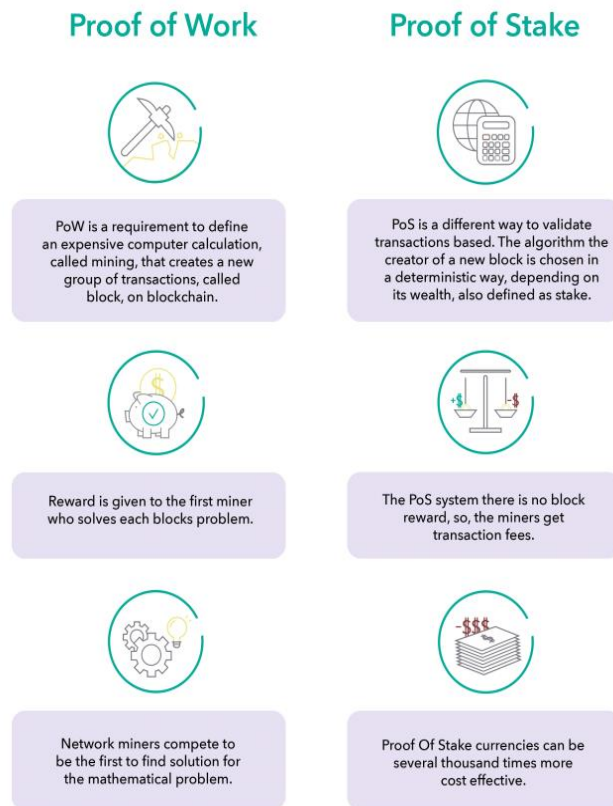 Proof of Work
PoW is a requirement to define
an expensive computer calculation,
called mining, that creates a new
group of transactions, called
block, on blockchain.
Reward is given to the first miner
who solves each blocks problem.
Network miners compete to
be the first to find solution for
the mathematical problem.
Proof of Stake
PoS is a different way to validate
transactions based. The algorithm the
creator of a new block is chosen in
a deterministic way, depending on
its wealth, also defined as stake.
+$
-$
The PoS system there is no block
reward, so, the miners get
transaction fees.
-$$$
Proof Of Stake currencies can be
several thousand times more
cost effective.